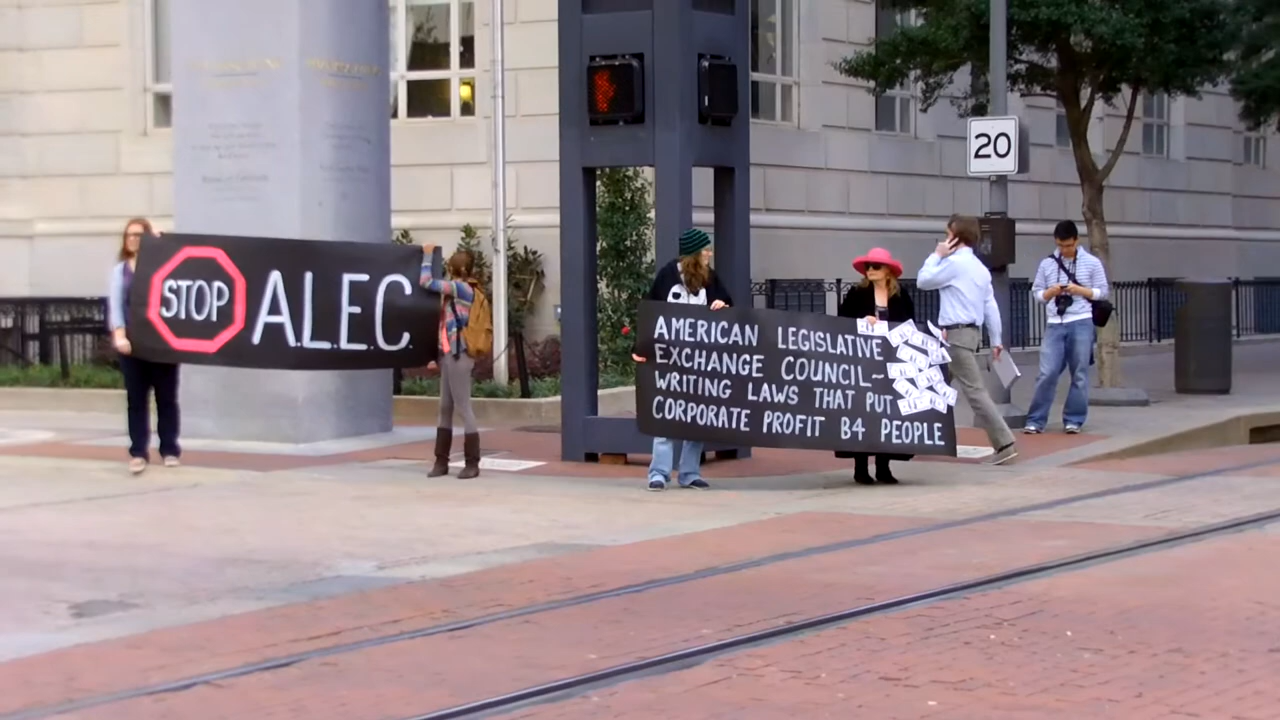 STOP A.L.E.C.
AMERICAN LEGISLATIVE
EXCHANGE COUNCIL~
WRITING LAWS THAT PUT
CORPORATE PROFIT B4 PEOPLE
20